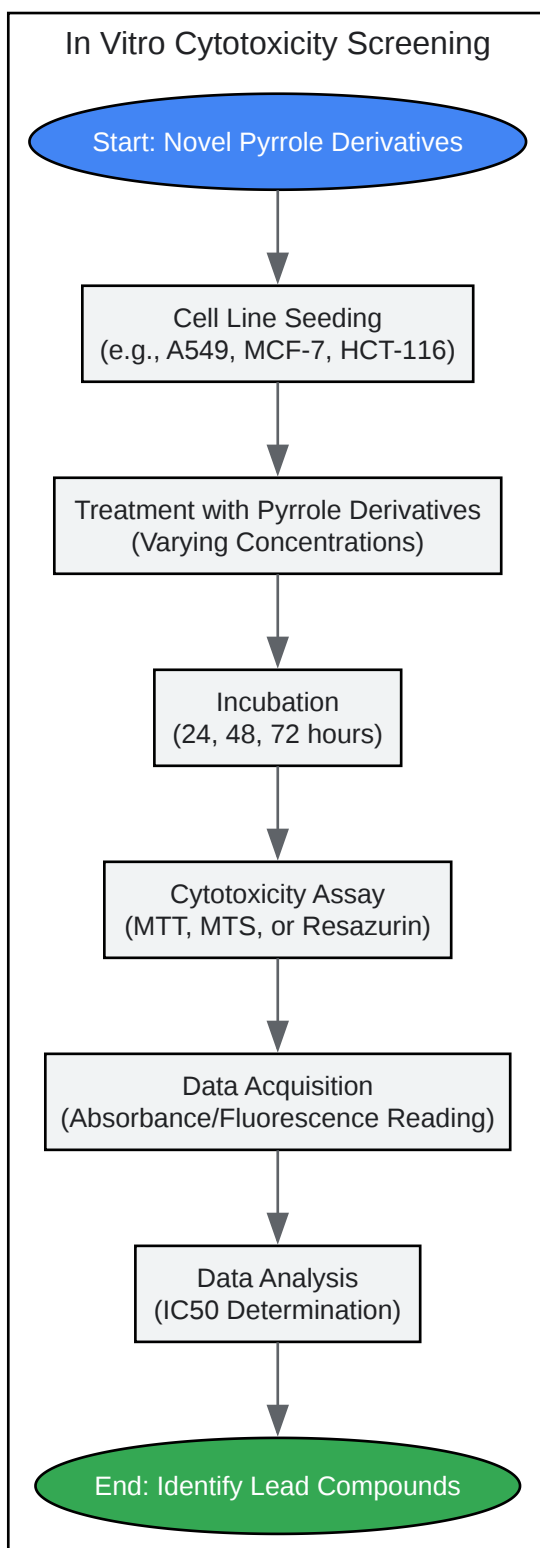 In Vitro Cytotoxicity Screening
Start: Novel Pyrrole Derivatives
Cell Line Seeding
(e.g., A549, MCF-7, HCT-116)
Treatment with Pyrrole Derivatives
(Varying Concentrations)
Incubation
(24, 48, 72 hours)
Cytotoxicity Assay
(MTT, MTS, or Resazurin)
Data Acquisition
(Absorbance/Fluorescence Reading)
Data Analysis
(IC50 Determination)
End: Identify Lead Compounds